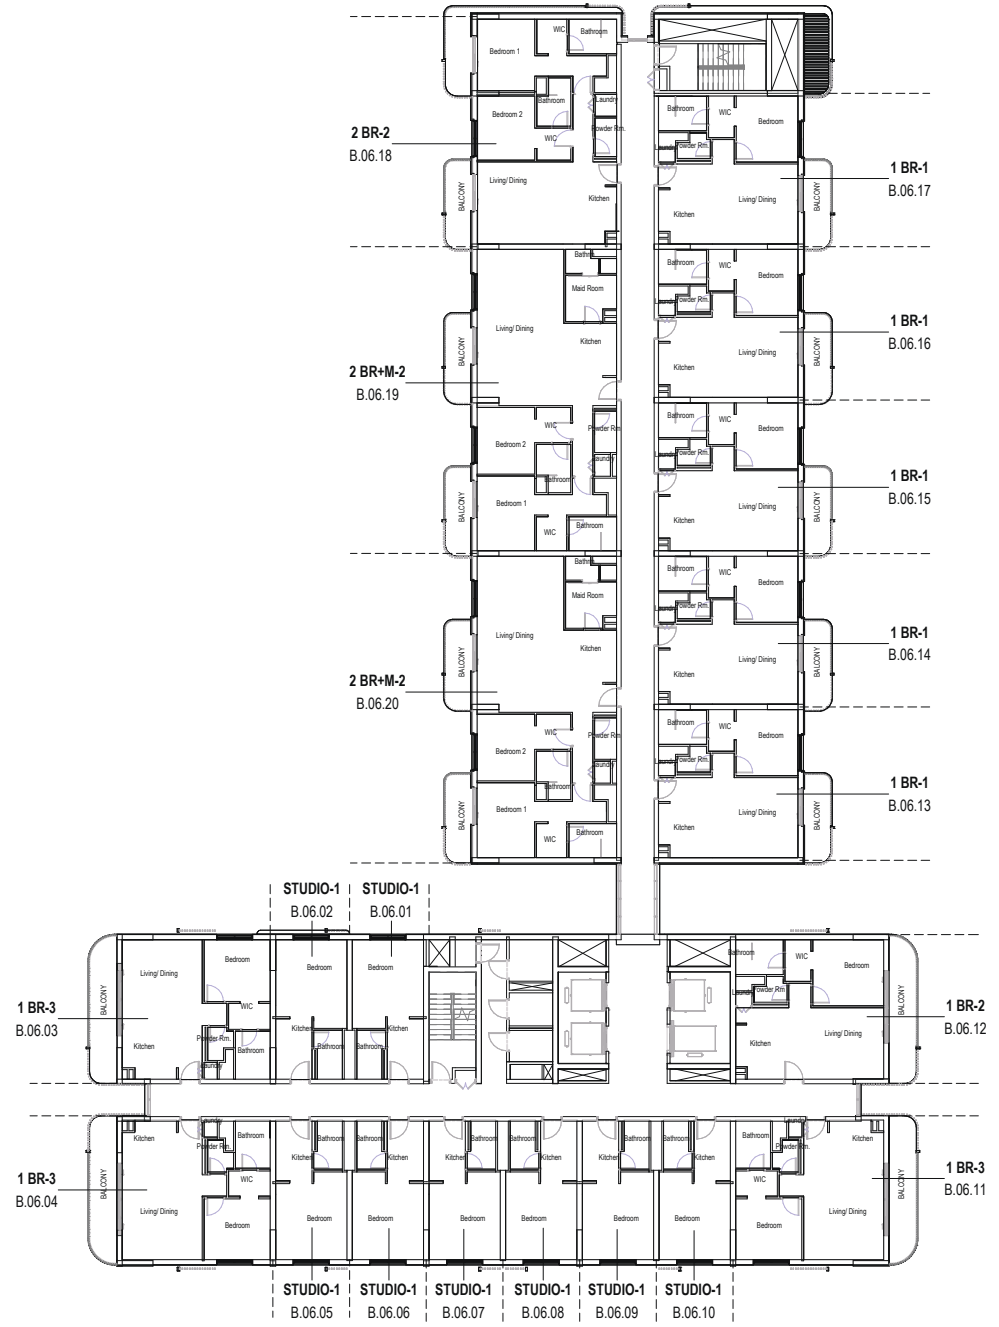 WIC
Bathroom
Bedroom 1
Bathroom
Laundry
Bedroom 2
Powder Rm.
WIC
2 BR-2
B.06.18
Living/ Dining
Kitchen
BALCONY
Bathroom
WIC
Bedroom
Powder Rm.
1 BR-1
B.06.17
Living/ Dining
Kitchen
BALCONY
Maid Room
Living/ Dining
Kitchen
BALCONY
2 BR+M-2
B.06.19
WIC
Powder Rm
Bedroom 2
Laundry
Bathroom
Bedroom 1
WIC
Bathroom
BALCONY
Bathroom
WIC
Bedroom
Laundry
Powder Rm.
1 BR-1
B.06.16
Living/ Dining
Kitchen
BALCONY
Bathroom
WIC
Bedroom
Laundry
Powder Rm.
1 BR-1
B.06.15
Living/ Dining
Kitchen
BALCONY
Maid Room
Living/ Dining
Kitchen
BALCONY
2 BR+M-2
B.06.20
WIC
Powder Rm
Bedroom 2
Laundry
Bathroom
Bedroom 1
WIC
Bathroom
BALCONY
Bathroom
WIC
Bedroom
Laundry
Powder Rm.
1 BR-1
B.06.14
Living/ Dining
Kitchen
BALCONY
Bathroom
WIC
Bedroom
Laundry
Powder Rm.
1 BR-1
B.06.13
Living/ Dining
Kitchen
BALCONY
STUDIO-1
B.06.02
STUDIO-1
B.06.01
Living/ Dining
Bedroom
BALCONY
WIC
1 BR-3
B.06.03
Kitchen
Powder Rm.
Bathroom
Laundry
Bedroom
Kitchen
Bathroom
Bedroom
Kitchen
Bathroom
Bathroom
WIC
Bedroom
Powder Rm.
BALCONY
1 BR-2
B.06.12
Living/ Dining
Kitchen
Laundry
Kitchen
Powder Rm.
Bathroom
1 BR-3
B.06.04
BALCONY
WIC
Living/ Dining
Bedroom
Bathroom
Kitchen
Bedroom
Bathroom
Kitchen
Bedroom
Bathroom
Kitchen
Bedroom
Bathroom
Kitchen
Bedroom
Bathroom
Kitchen
Bedroom
Bathroom
Kitchen
Bedroom
Laundry
Bathroom
Powder Rm.
Kitchen
WIC
1 BR-3
B.06.11
BALCONY
Bedroom
Living/ Dining
STUDIO-1
B.06.05
STUDIO-1
B.06.06
STUDIO-1
B.06.07
STUDIO-1
B.06.08
STUDIO-1
B.06.09
STUDIO-1
B.06.10